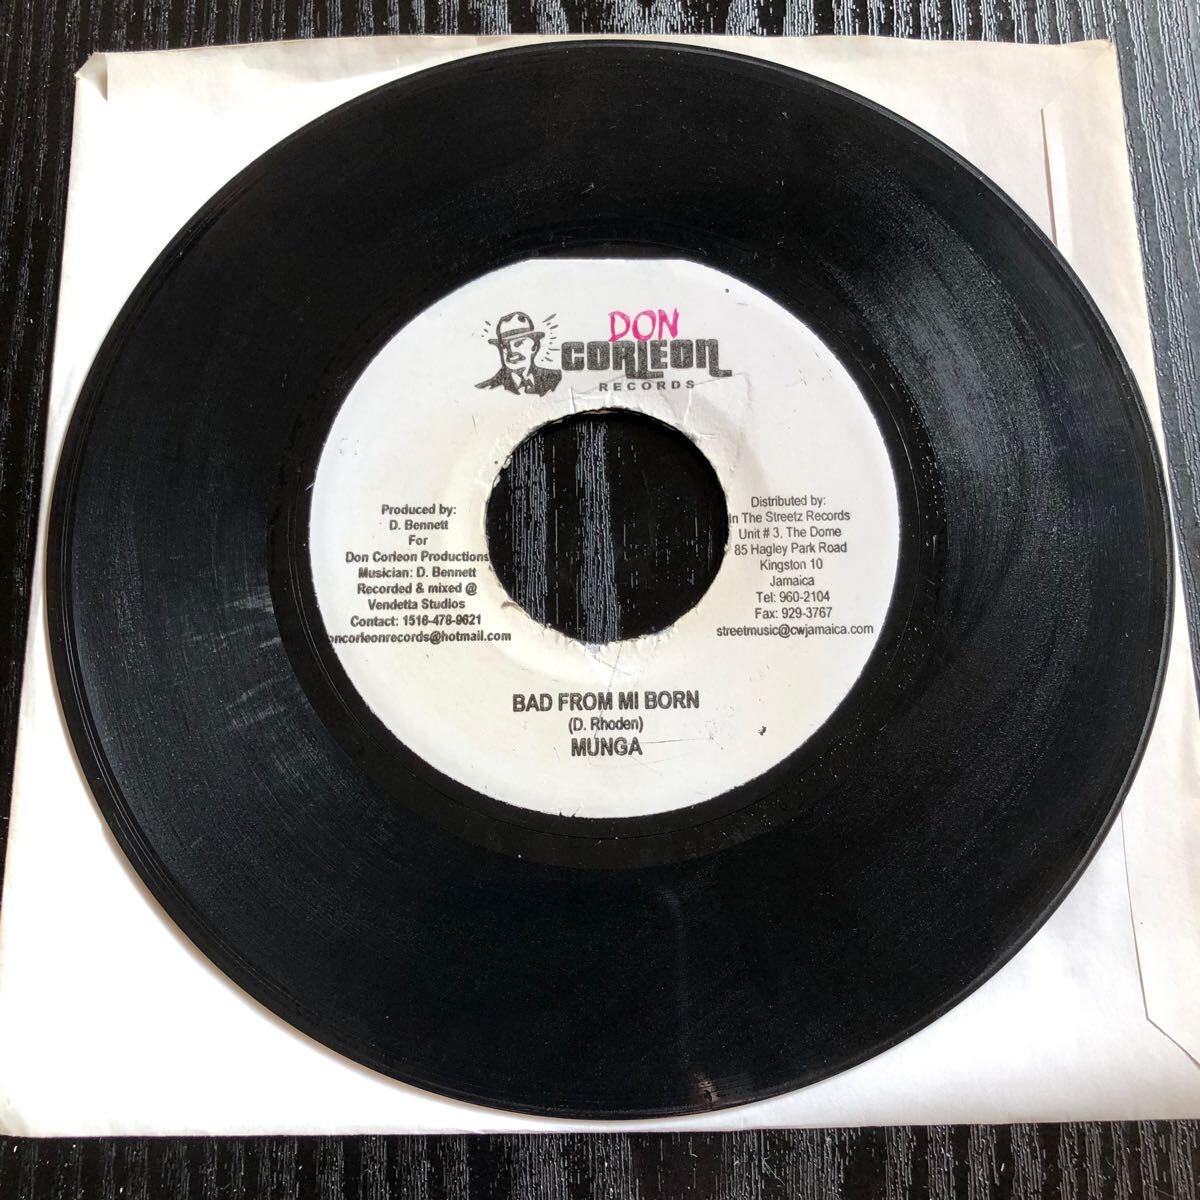 DON
CORLEON
RECORDS
Produced by:
D. Bennett
For
Don Corleon Productions
Musician: D. Bennett
Recorded & mixed @
Vendetta Studios
Contact: 1516-478-9621
oncorleonrecords@hotmail.com
Distributed by:
In The Streetz Records
Unit # 3, The Dome
85 Hagley Park Road
Kingston 10
Jamaica
Tel: 960-2104
Fax: 929-3767
streetmusic@cwjamaica.com
BAD FROM MI BORN
(D. Rhoden)
MUNGA